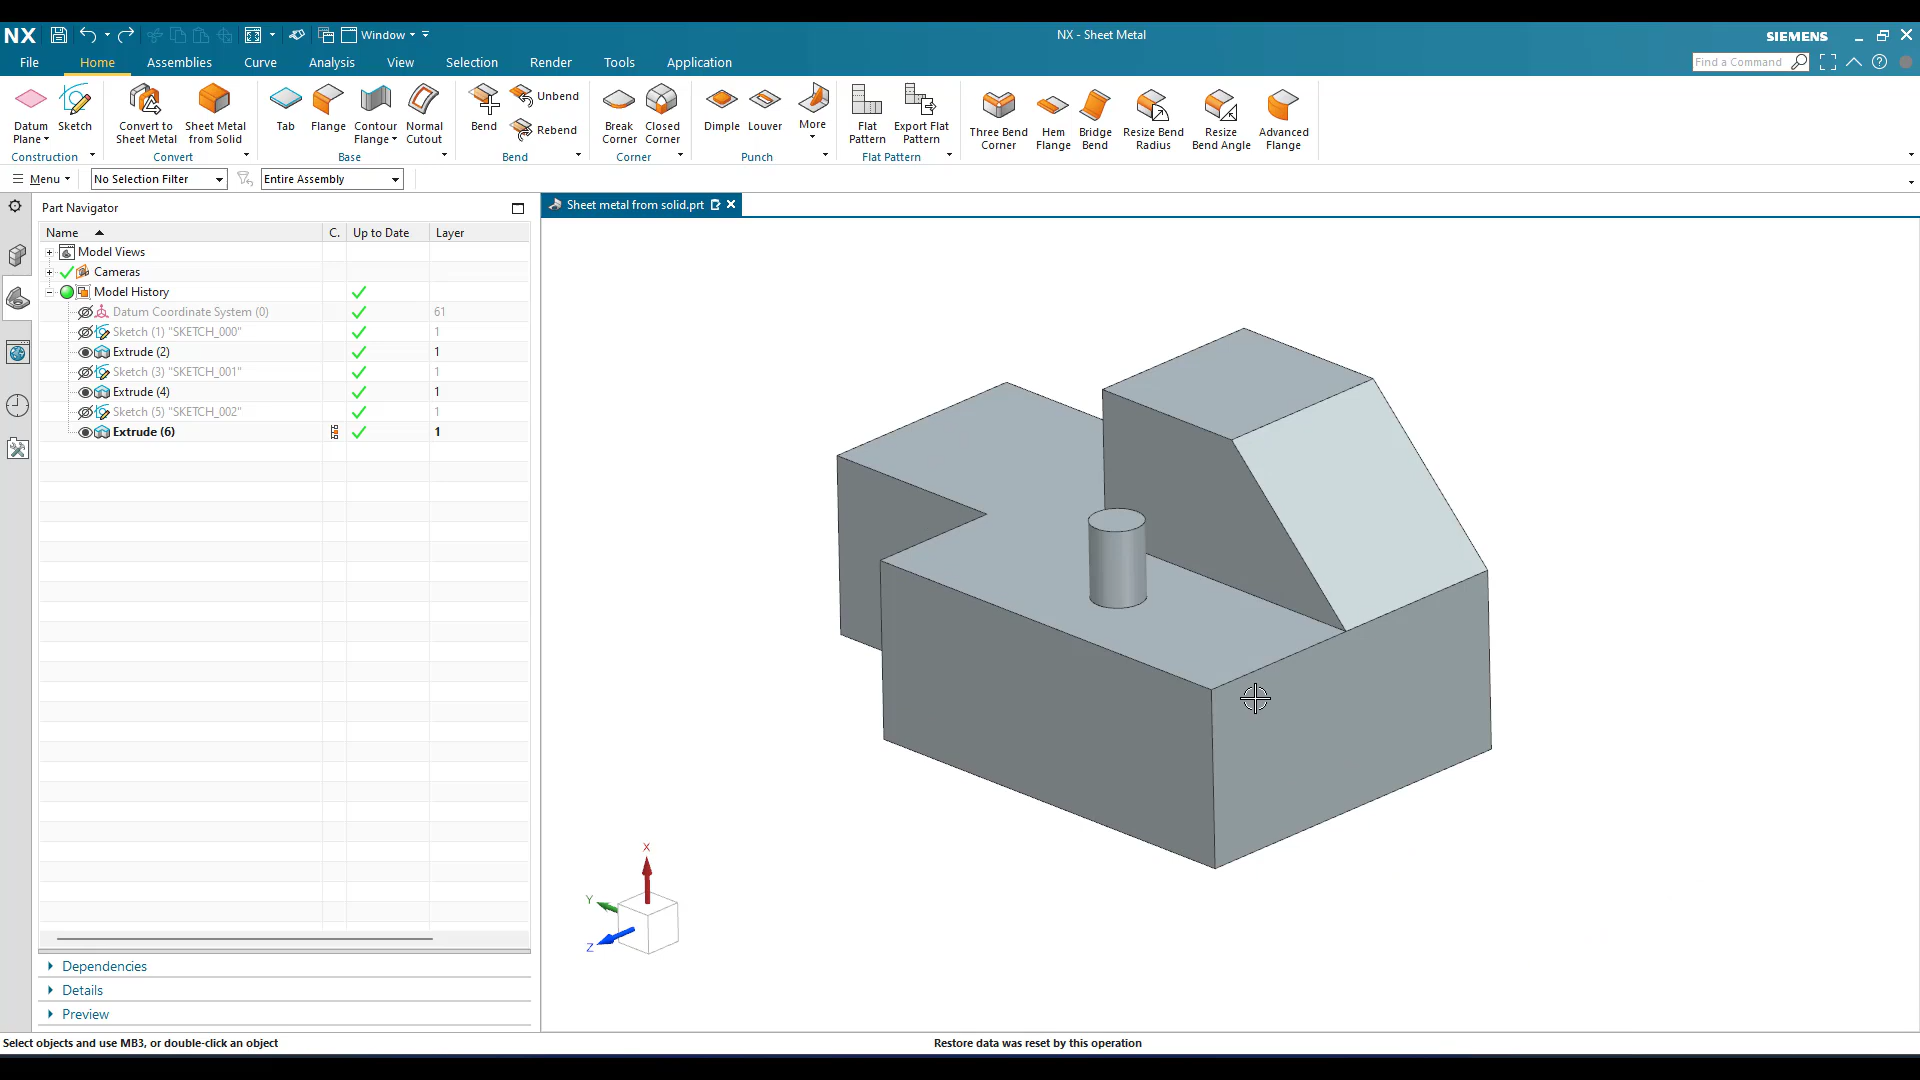 NX Window NX - Sheet Metal SIEMENS
File Home Assemblies Curve Analysis View Selection Render Tools Application Find a Command
Datum Plane Sketch Convert to Sheet Metal Sheet Metal from Solid Tab Flange Contour Flange Normal Cutout Bend Unbend Rebend Break Corner Closed Corner Dimple Louver More Flat Pattern Export Flat Pattern Three Bend Corner Hem Flange Bridge Bend Resize Bend Radius Resize Bend Angle Advanced Flange
Construction Convert Base Bend Corner Punch Flat Pattern
Menu No Selection Filter Entire Assembly
Part Navigator Sheet metal from solid.prt
Name C. Up to Date Layer
Model Views
Cameras
Model History
Datum Coordinate System (0) 61
Sketch (1) "SKETCH_000" 1
Extrude (2) 1
Sketch (3) "SKETCH_001" 1
Extrude (4) 1
Sketch (5) "SKETCH_002" 1
Extrude (6) 1
X
Y
Z
Dependencies
Details
Preview
Select objects and use MB3, or double-click an object Restore data was reset by this operation